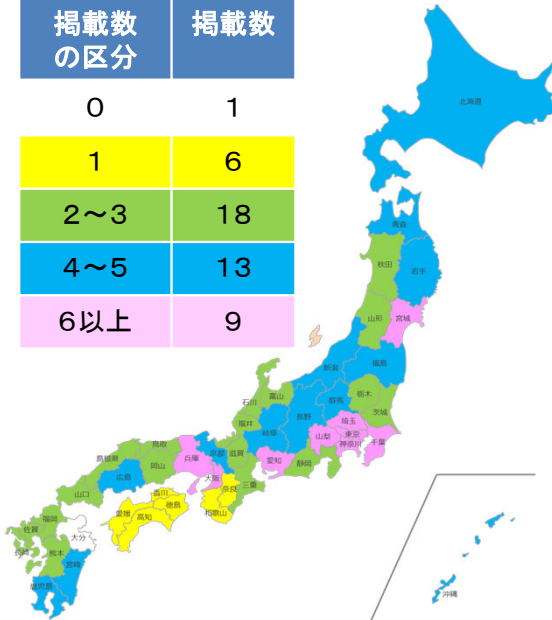 掲載数
の区分
掲載数
0
1
1
6
2～3
18
4～5
13
6以上
9
北海道
青森
秋田
岩手
山形
宮城
新潟
福島
石川
富山
群馬
栃木
茨城
福井
長野
岐阜
埼玉
山梨
東京
神奈川
千葉
鳥取
島根県
兵庫
京都
滋賀
愛知
静岡
岡山
広島
大阪
奈良
三重
山口
香川
徳島
愛媛
高知
和歌山
福岡
佐賀
長崎
大分
熊本
宮崎
鹿児島
沖縄